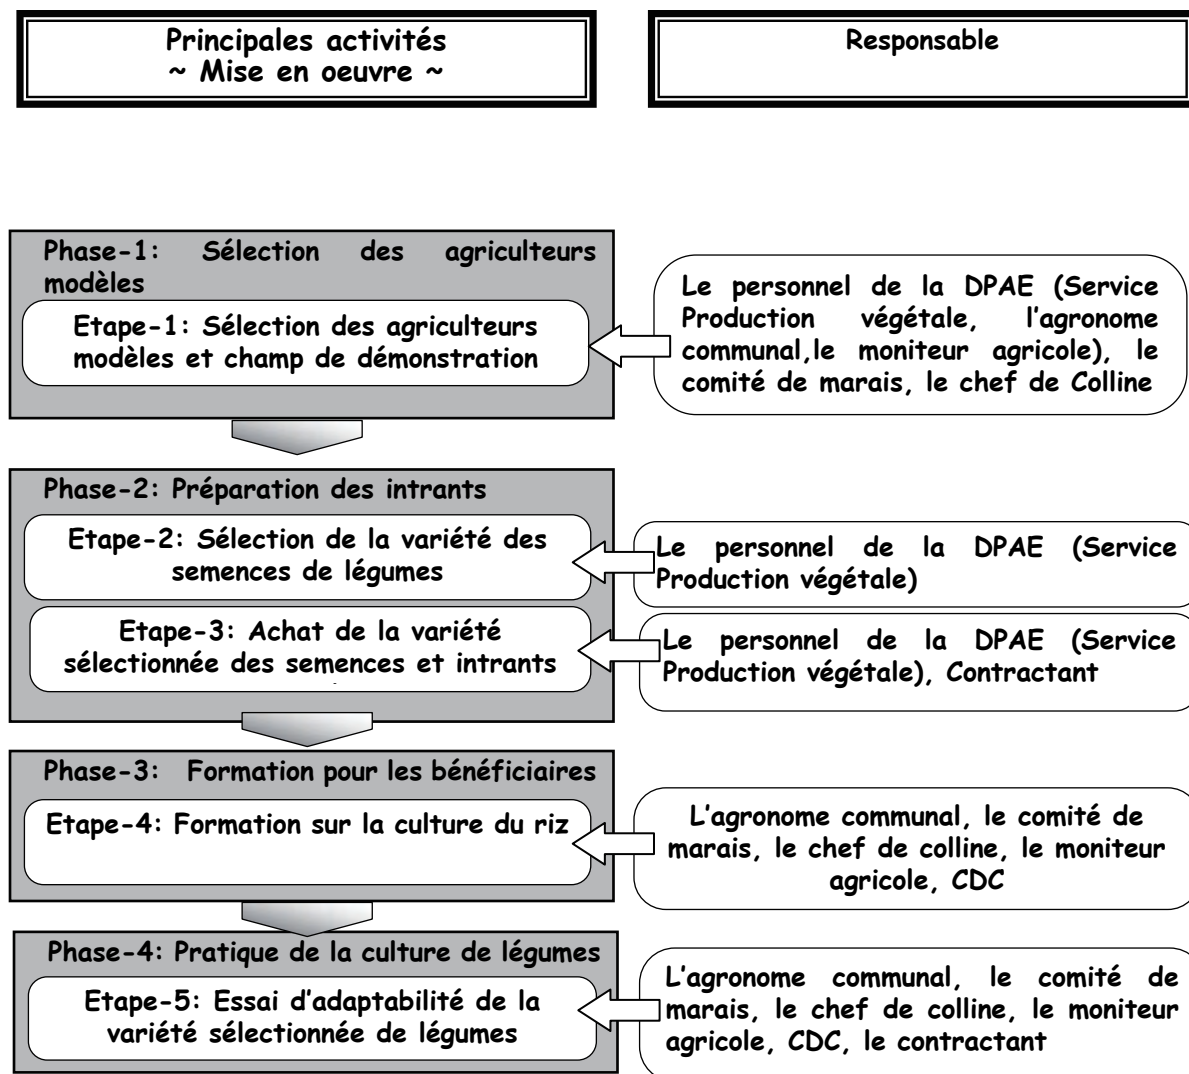 Principales activités
~ Mise en oeuvre ~
Responsable
Phase-1: Sélection des agriculteurs
modèles
Etape-1: Sélection des agriculteurs
modèles et champ de démonstration
Le personnel de la DPAE (Service
Production végétale, l'agronome
communal,le moniteur agricole), le
comité de marais, le chef de Colline
Phase-2: Préparation des intrants
Etape-2: Sélection de la variété des
semences de légumes
Le personnel de la DPAE (Service
Production végétale)
Etape-3: Achat de la variété
sélectionnée des semences et intrants
Le personnel de la DPAE (Service
Production végétale), Contractant
Phase-3: Formation pour les bénéficiaires
Etape-4: Formation sur la culture du riz
L'agronome communal, le comité de
marais, le chef de colline, le moniteur
agricole, CDC
Phase-4: Pratique de la culture de légumes
Etape-5: Essai d'adaptabilité de la
variété sélectionnée de légumes
L'agronome communal, le comité de
marais, le chef de colline, le moniteur
agricole, CDC, le contractant